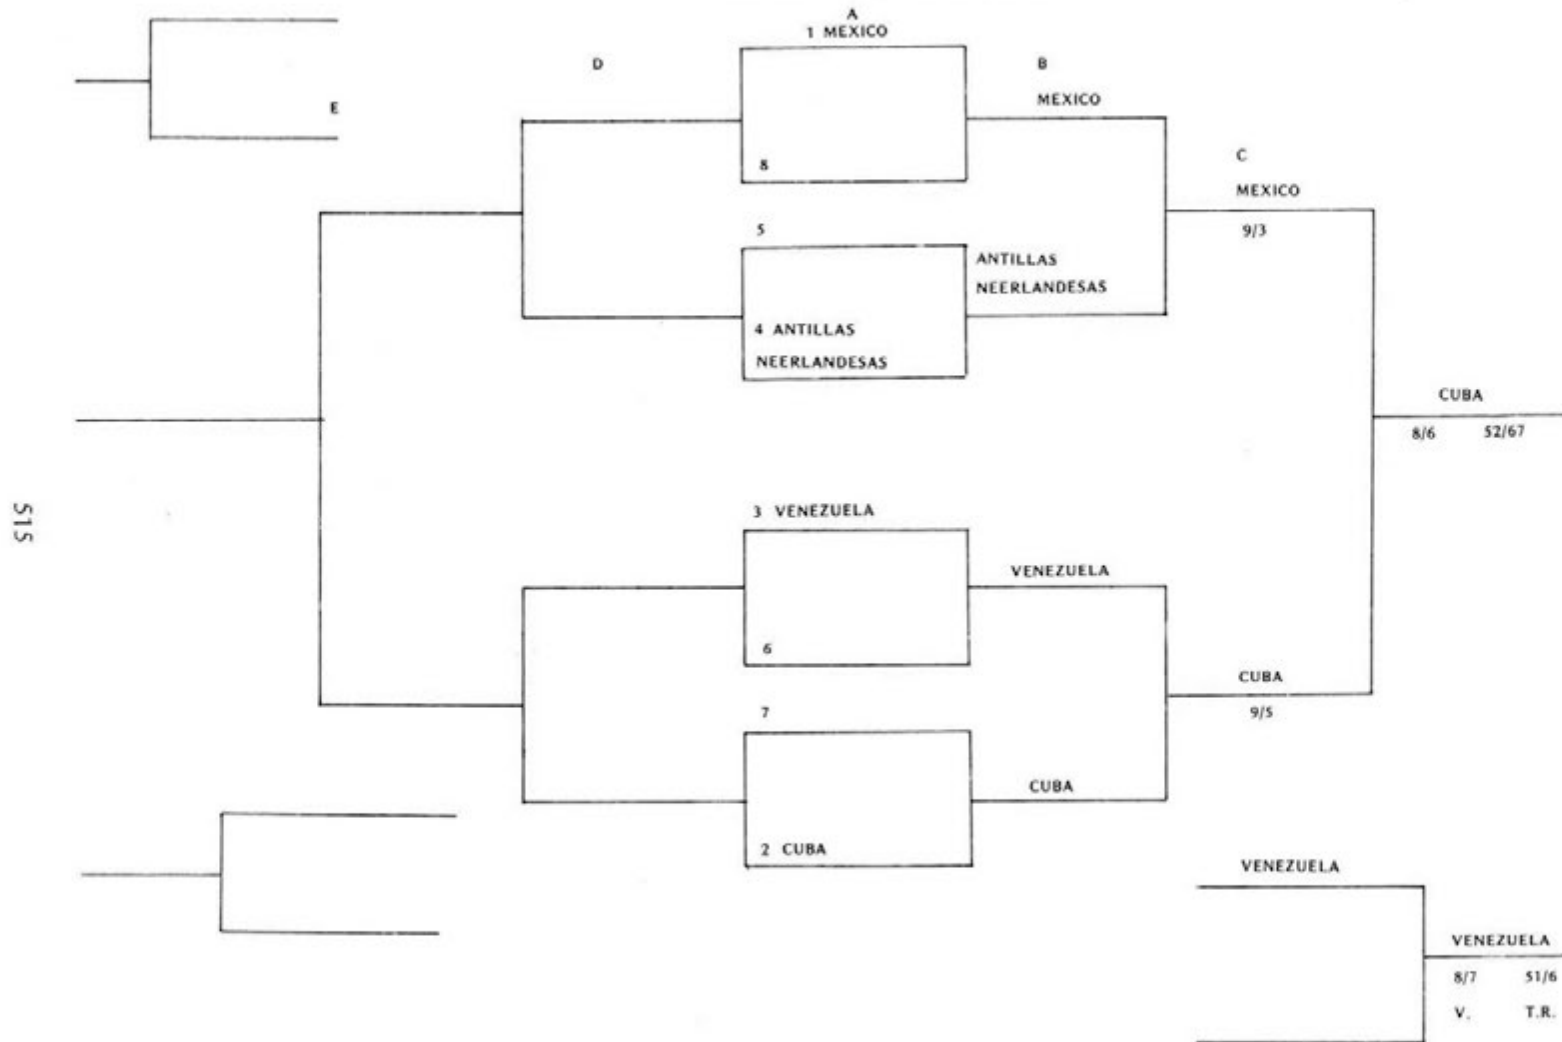 A
1 MEXICO
D
B
MEXICO
E
8
C
MEXICO
9/3
5
ANTILLAS
NEERLANDESAS
4 ANTILLAS
NEERLANDESAS
CUBA
8/6 52/67
515
3 VENEZUELA
VENEZUELA
6
CUBA
9/5
7
CUBA
2 CUBA
VENEZUELA
VENEZUELA
8/7 51/6
V. T.R.